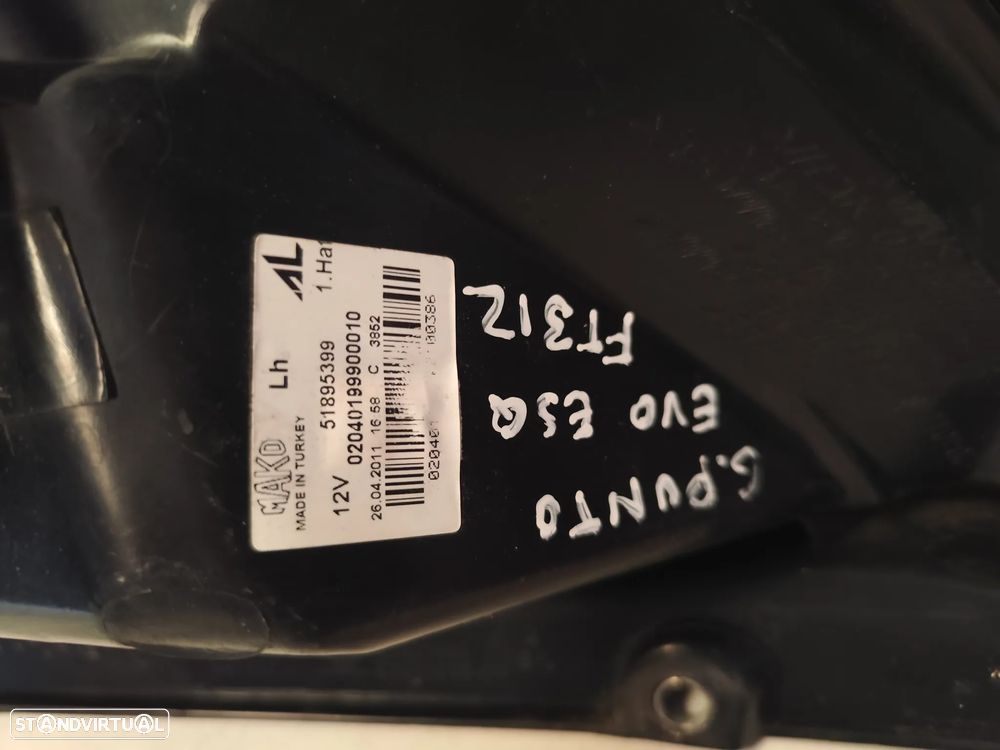 MAKO
Lh
AL
MADE IN TURKEY
51895399
1.Ha
12V 020401999000010
26.04.2011 16 58 C 3852
020401
00386
G.PUNTO
EVO ESQ
FT312
STANDVIRTUAL